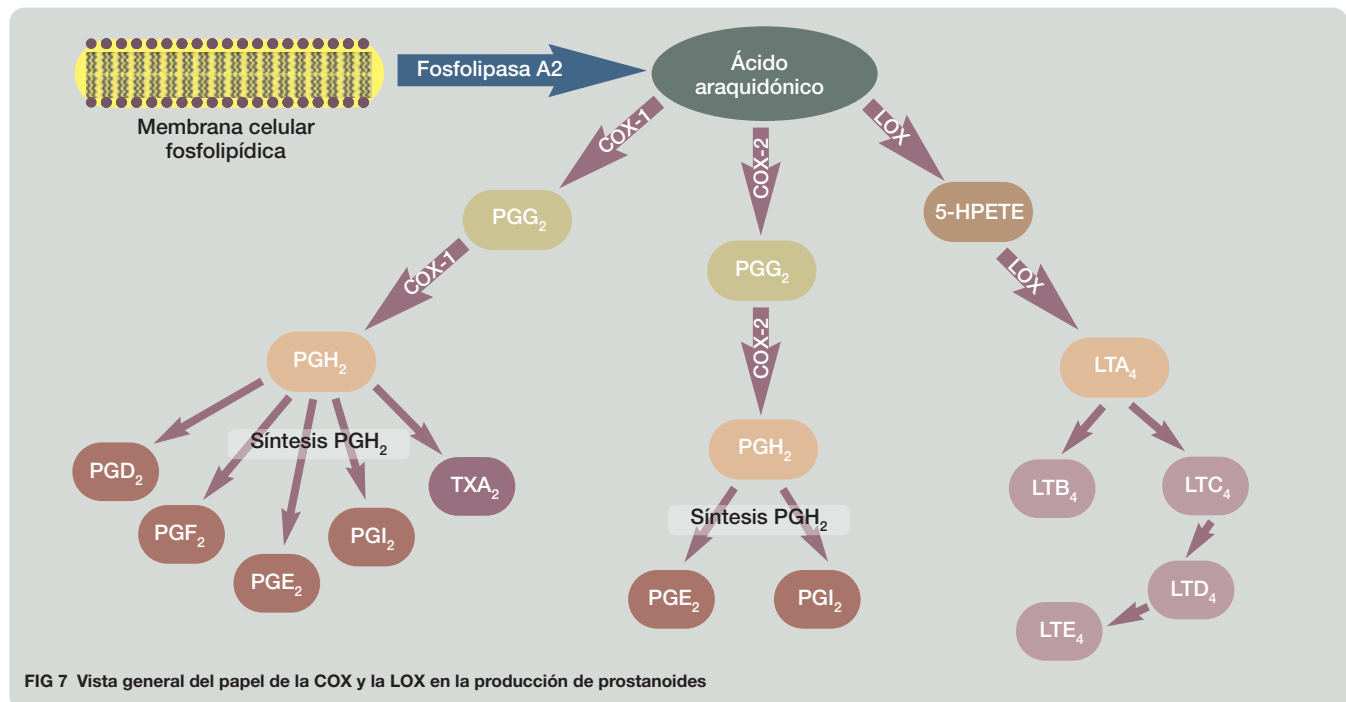 Fosfolipasa A2
Ácido
araquidónico
Membrana celular
fosfolipídica
COX-1
COX-2
LOX
PGG₂
5-HPETE
PGG₂
COX-1
LOX
COX-2
PGH₂
LTA₄
Síntesis PGH₂
PGH₂
PGD₂
TXA₂
LTB₄
LTC₄
PGF₂
PGI₂
Síntesis PGH₂
PGE₂
PGE₂
PGI₂
LTD₄
LTE₄
FIG 7 Vista general del papel de la COX y la LOX en la producción de prostanoides